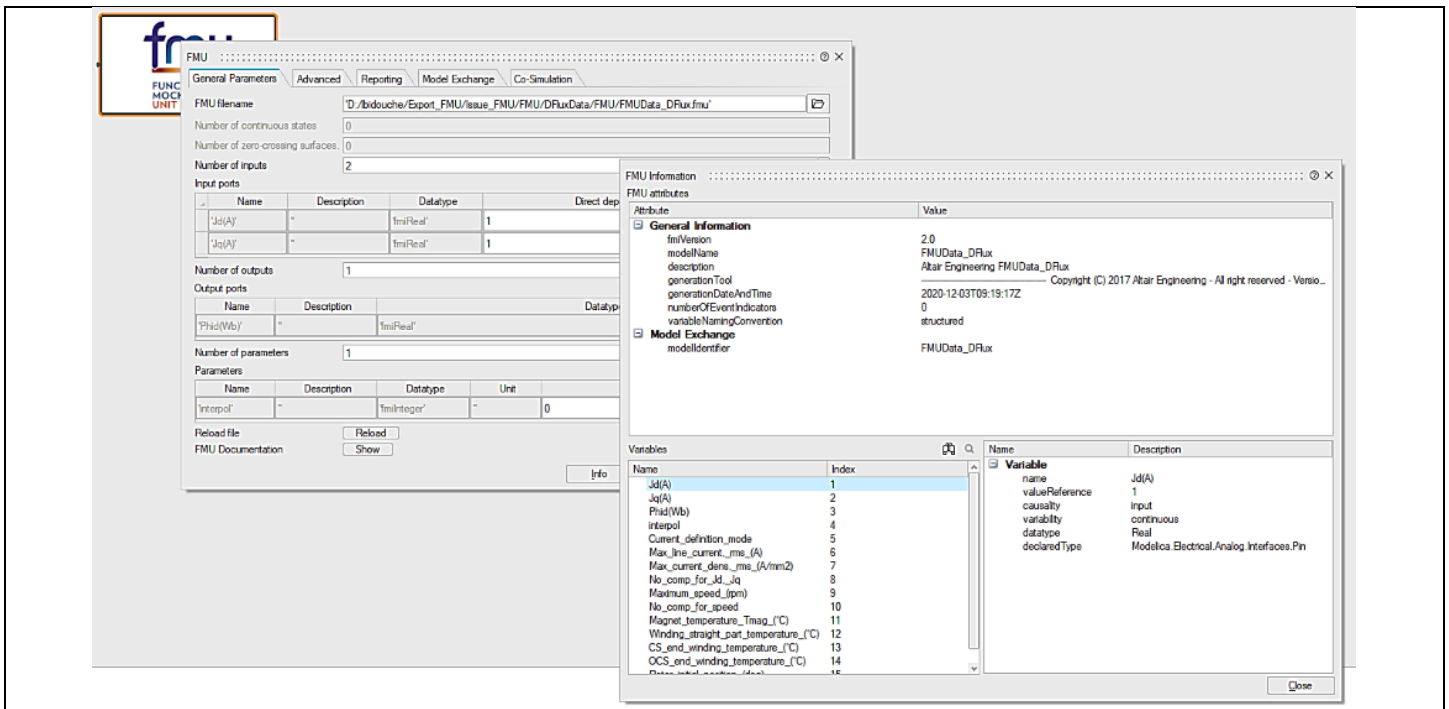 fmu
FUNC
MOCK
UNIT
FMU
General Parameters Advanced Reporting Model Exchange Co-Simulation
FMU filename 'D:/bidouche/Export_FMU/Issue_FMU/FMU/DFluxData/FMU/FMUData_DFlux.fmu'
Number of continuous states 0
Number of zero-crossing surfaces. 0
Number of inputs 2
Input ports
Name Description Datatype Direct dep
'Jd(A)' '' 'fmiReal' 1
'Jq(A)' '' 'fmiReal' 1
Number of outputs 1
Output ports
Name Description Datatype
'Phid(Wb)' '' 'fmiReal'
Number of parameters 1
Parameters
Name Description Datatype Unit
'interpol' '' 'fmiInteger' '' 0
Reload file Reload
FMU Documentation Show
Info
FMU Information
FMU attributes
Attribute Value
General Information
fmiVersion 2.0
modelName FMUData_DFlux
description Altair Engineering FMUData_DFlux
generationTool Copyright (C) 2017 Altair Engineering - All right reserved - Versio...
generationDateAndTime 2020-12-03T09:19:17Z
numberOfEventIndicators 0
variableNamingConvention structured
Model Exchange
modelIdentifier FMUData_DFlux
Variables
Name Index
Jd(A) 1
Jq(A) 2
Phid(Wb) 3
interpol 4
Current_definition_mode 5
Max_line_current,_rms_(A) 6
Max_current_dens._rms_(A/mm2) 7
No_comp_for_Jd,_Jq 8
Maximum_speed_(rpm) 9
No_comp_for_speed 10
Magnet_temperature_Tmag_(°C) 11
Winding_straight_part_temperature_(°C) 12
CS_end_winding_temperature_(°C) 13
OCS_end_winding_temperature_(°C) 14
Rotor_initial_position_(deg) 15
Name Description
Variable
name Jd(A)
valueReference 1
causality input
variability continuous
datatype Real
declaredType Modelica.Electrical.Analog.Interfaces.Pin
Close